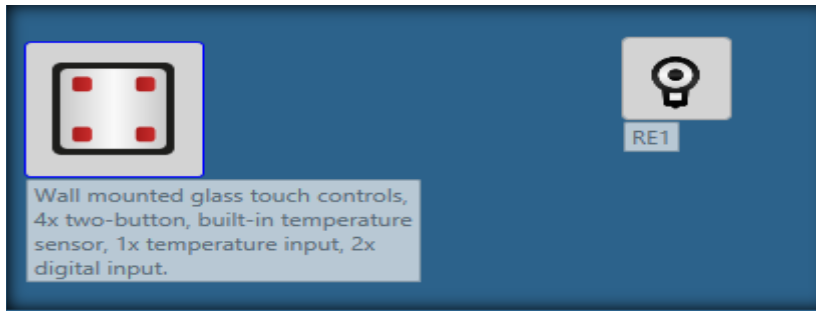 Wall mounted glass touch controls,
4x two-button, built-in temperature
sensor, 1x temperature input, 2x
digital input.
RE1